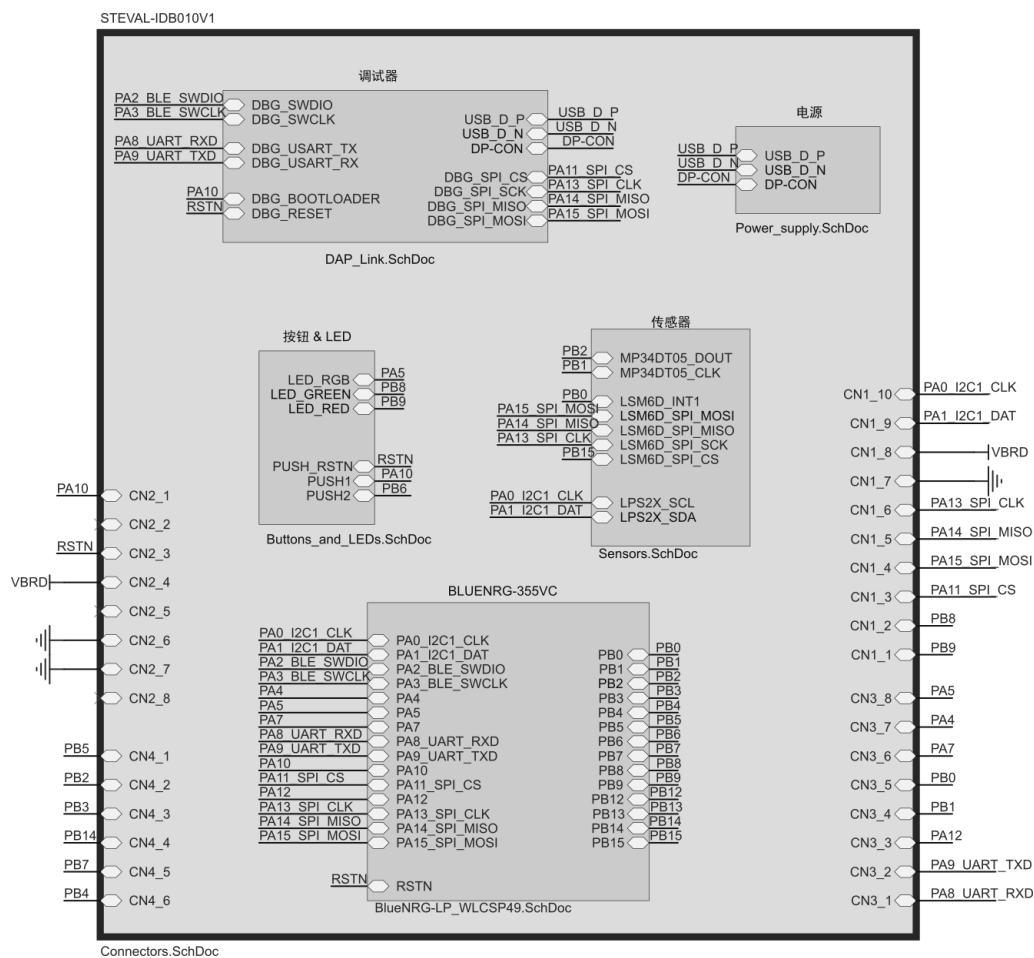 STEVAL-IDB010V1
调试器
PA2_BLE_SWDIO DBG_SWDIO
PA3_BLE_SWCLK DBG_SWCLK
PA8_UART_RXD DBG_USART_TX
PA9_UART_TXD DBG_USART_RX
PA10 DBG_BOOTLOADER
RSTN DBG_RESET
USB_D_P USB_D_P
USB_D_N USB_D_N
DP-CON DP-CON
DBG_SPI_CS PA11_SPI_CS
DBG_SPI_SCK PA13_SPI_CLK
DBG_SPI_MISO PA14_SPI_MISO
DBG_SPI_MOSI PA15_SPI_MOSI
DAP_Link.SchDoc
电源
USB_D_P USB_D_P
USB_D_N USB_D_N
DP-CON DP-CON
Power_supply.SchDoc
按钮 & LED
LED_RGB PA5
LED_GREEN PB8
LED_RED PB9
PUSH_RSTN RSTN
PUSH1 PA10
PUSH2 PB6
Buttons_and_LEDs.SchDoc
传感器
PB2 MP34DT05_DOUT
PB1 MP34DT05_CLK
PB0 LSM6D_INT1
PA15_SPI_MOSI LSM6D_SPI_MOSI
PA14_SPI_MISO LSM6D_SPI_MISO
PA13_SPI_CLK LSM6D_SPI_SCK
PB15 LSM6D_SPI_CS
PA0_I2C1_CLK LPS2X_SCL
PA1_I2C1_DAT LPS2X_SDA
Sensors.SchDoc
PA10 CN2_1
CN2_2
RSTN CN2_3
VBRD CN2_4
CN2_5
CN2_6
CN2_7
CN2_8
PB5 CN4_1
PB2 CN4_2
PB3 CN4_3
PB14 CN4_4
PB7 CN4_5
PB4 CN4_6
BLUENRG-355VC
PA0_I2C1_CLK PA0_I2C1_CLK
PA1_I2C1_DAT PA1_I2C1_DAT
PA2_BLE_SWDIO PA2_BLE_SWDIO
PA3_BLE_SWCLK PA3_BLE_SWCLK
PA4 PA4
PA5 PA5
PA7 PA7
PA8_UART_RXD PA8_UART_RXD
PA9_UART_TXD PA9_UART_TXD
PA10 PA10
PA11_SPI_CS PA11_SPI_CS
PA12 PA12
PA13_SPI_CLK PA13_SPI_CLK
PA14_SPI_MISO PA14_SPI_MISO
PA15_SPI_MOSI PA15_SPI_MOSI
RSTN RSTN
PB0 PB0
PB1 PB1
PB2 PB2
PB3 PB3
PB4 PB4
PB5 PB5
PB6 PB6
PB7 PB7
PB8 PB8
PB9 PB9
PB12 PB12
PB13 PB13
PB14 PB14
PB15 PB15
BlueNRG-LP_WLCSP49.SchDoc
CN1_10 PA0_I2C1_CLK
CN1_9 PA1_I2C1_DAT
CN1_8 VBRD
CN1_7
CN1_6 PA13_SPI_CLK
CN1_5 PA14_SPI_MISO
CN1_4 PA15_SPI_MOSI
CN1_3 PA11_SPI_CS
CN1_2 PB8
CN1_1 PB9
CN3_8 PA5
CN3_7 PA4
CN3_6 PA7
CN3_5 PB0
CN3_4 PB1
CN3_3 PA12
CN3_2 PA9_UART_TXD
CN3_1 PA8_UART_RXD
Connectors.SchDoc